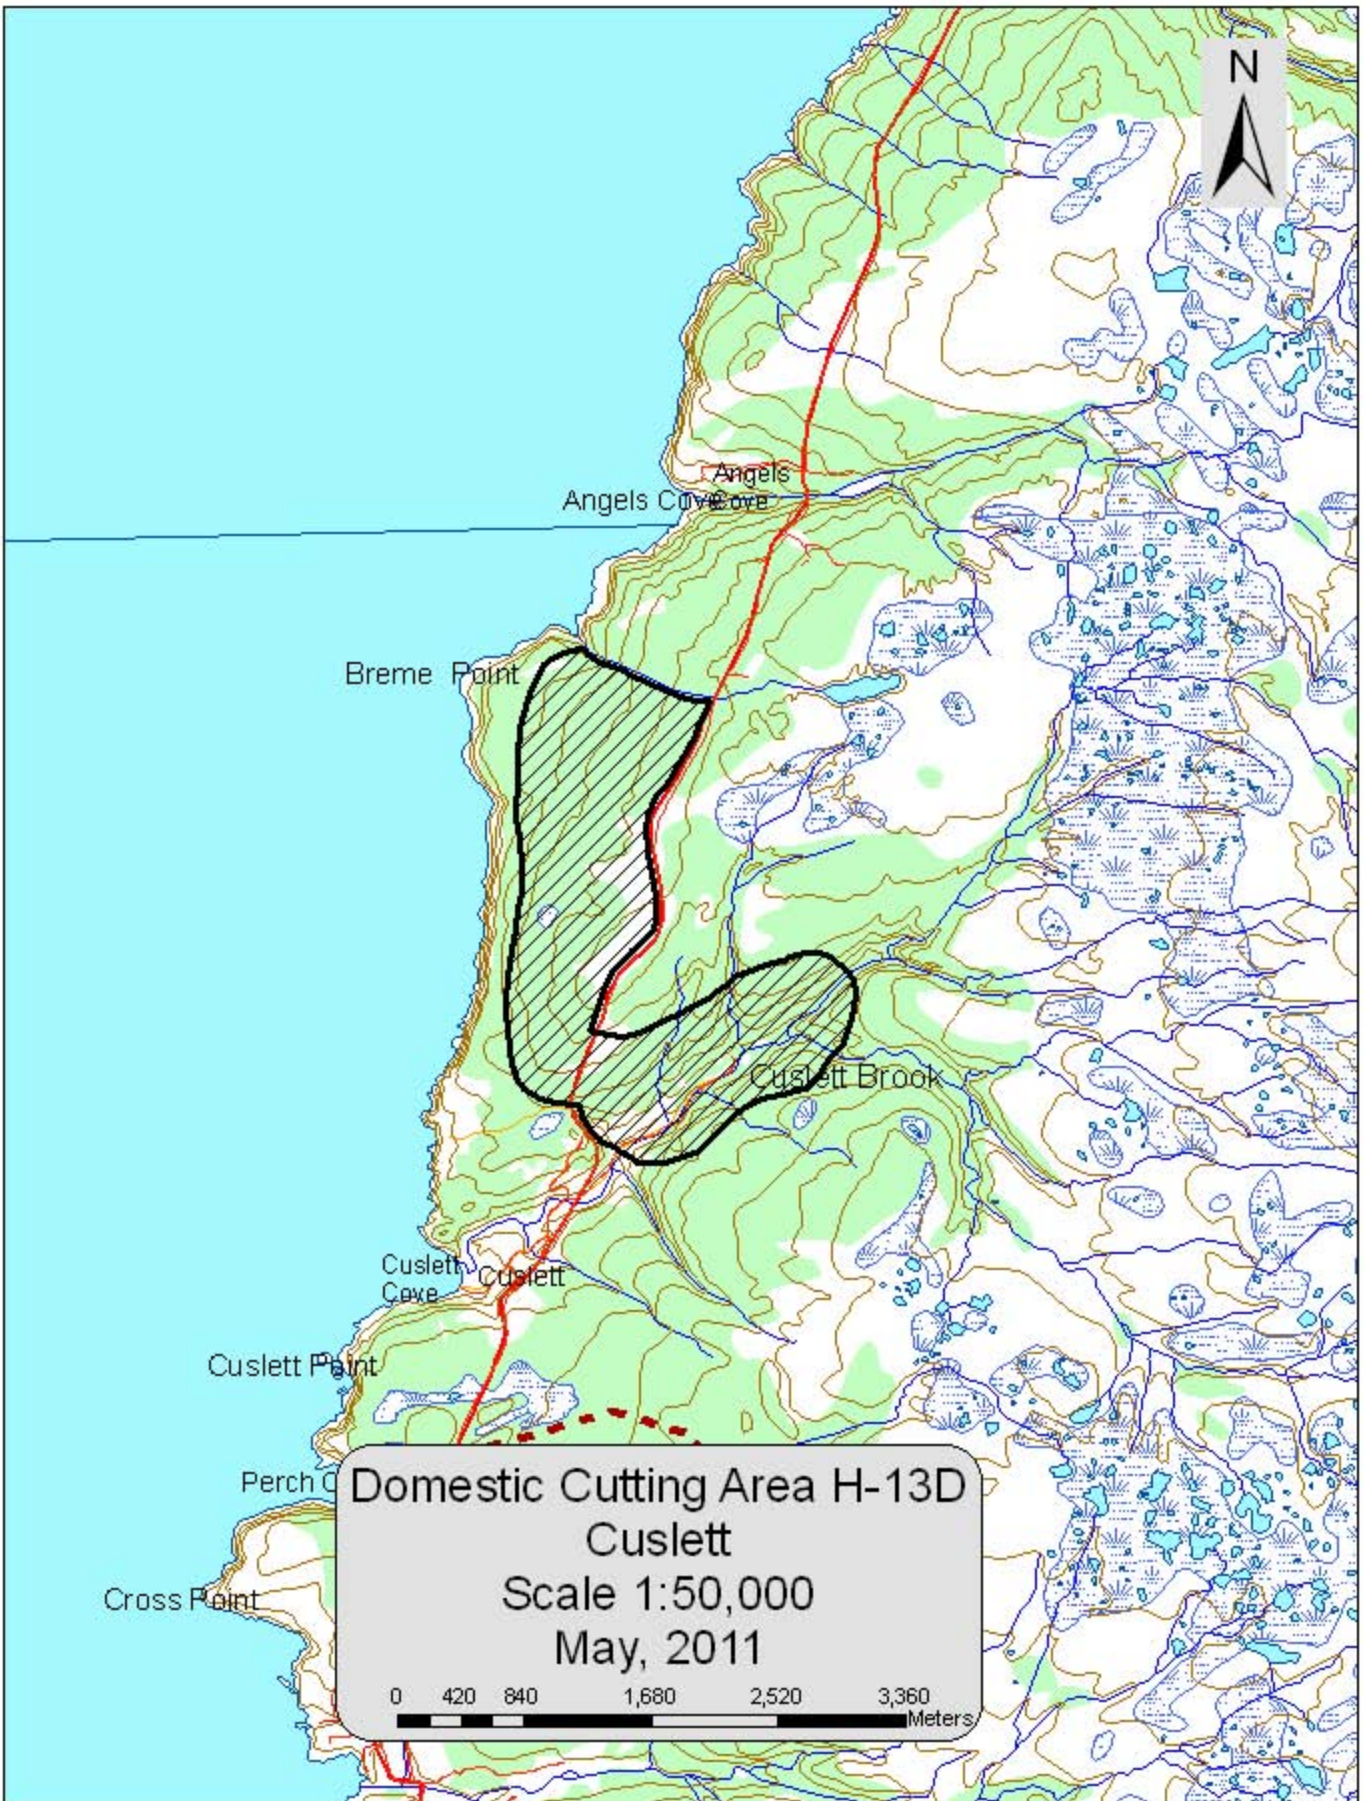 N
Angels
Cove
Angels Cove
Breme Point
Cuslett Brook
Cuslett
Cove
Cuslett
Cuslett Point
Perch
Cross Point
Domestic Cutting Area H-13D
Cuslett
Scale 1:50,000
May, 2011
0 420 840 1,680 2,520 3,360
Meters